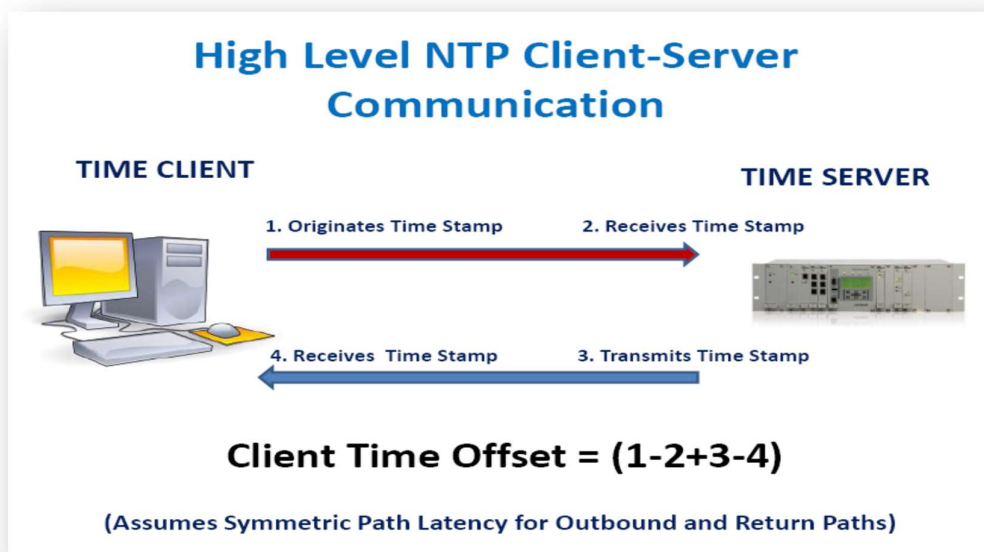 High Level NTP Client-Server
Communication
TIME CLIENT
TIME SERVER
1. Originates Time Stamp
2. Receives Time Stamp
4. Receives Time Stamp
3. Transmits Time Stamp
Client Time Offset = (1-2+3-4)
(Assumes Symmetric Path Latency for Outbound and Return Paths)